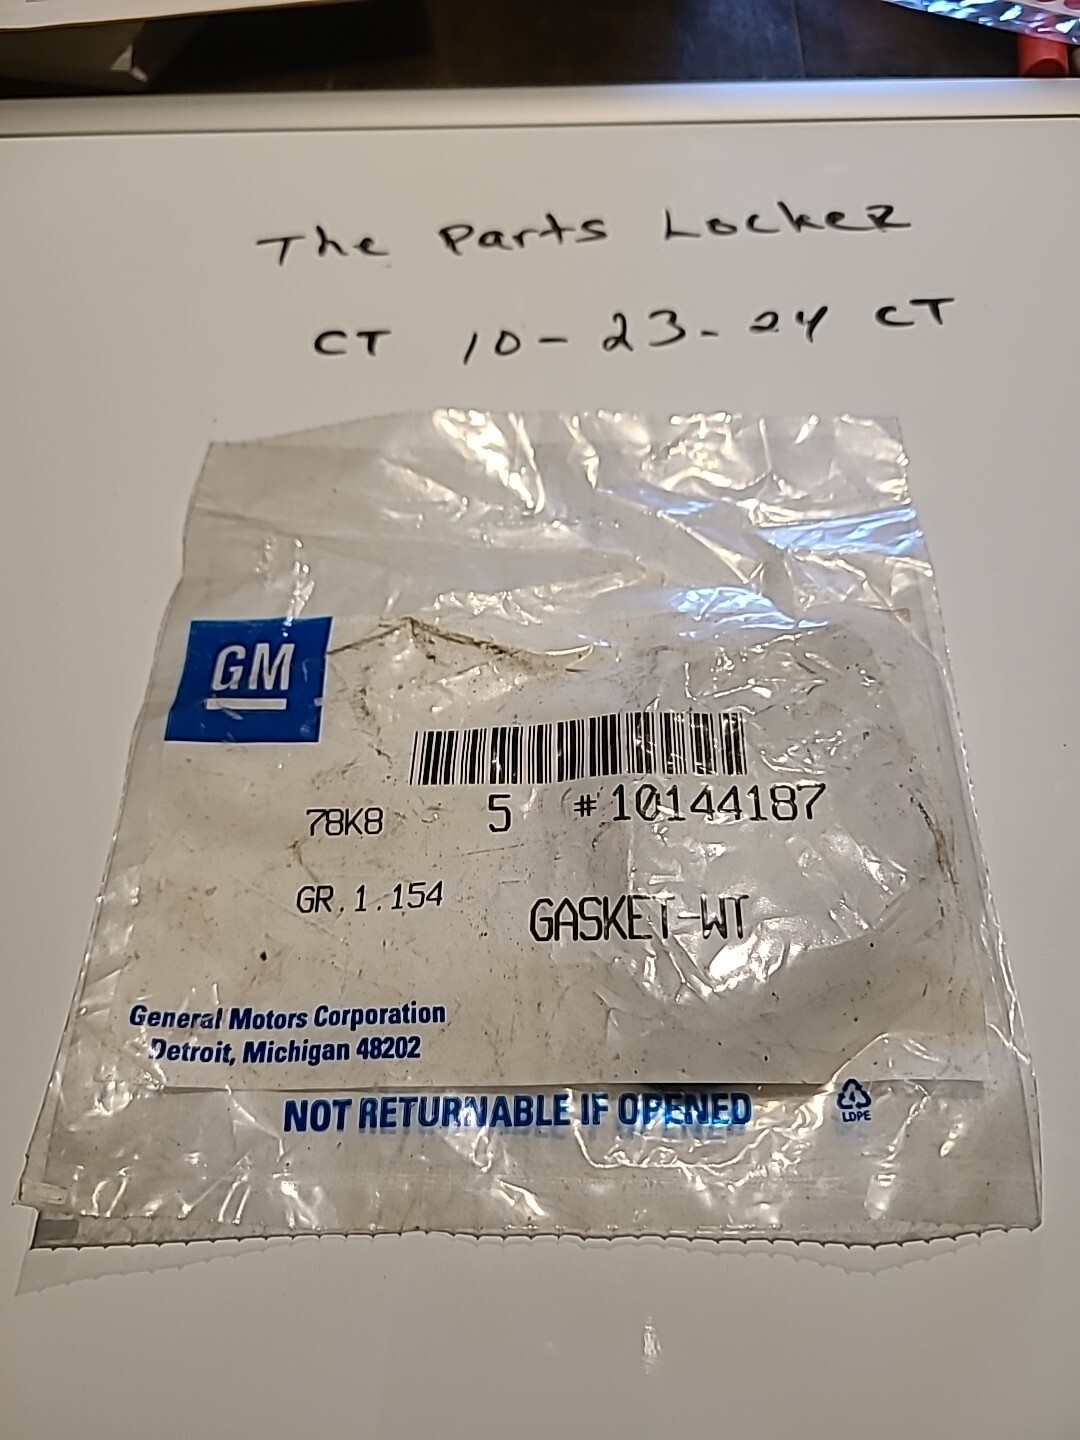 The Parts Locker
CT 10-23-24 CT
GM
78K8 5 #10144187
GR.1.154 GASKET-WT
General Motors Corporation
Detroit, Michigan 48202
NOT RETURNABLE IF OPENED
4
LDPE